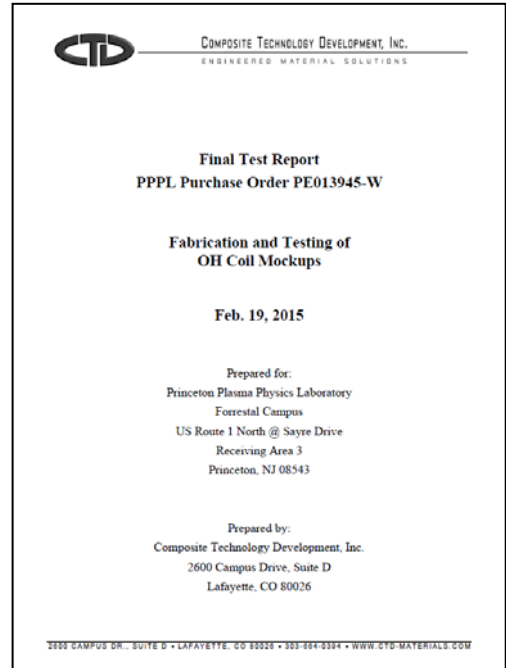 CTD
COMPOSITE TECHNOLOGY DEVELOPMENT, INC.
ENGINEERED MATERIAL SOLUTIONS
Final Test Report
PPPL Purchase Order PE013945-W
Fabrication and Testing of
OH Coil Mockups
Feb. 19, 2015
Prepared for:
Princeton Plasma Physics Laboratory
Forrestal Campus
US Route 1 North @ Sayre Drive
Receiving Area 3
Princeton, NJ 08543
Prepared by:
Composite Technology Development, Inc.
2600 Campus Drive, Suite D
Lafayette, CO 80026
2600 CAMPUS DR., SUITE D • LAFAYETTE, CO 80026 • 303-664-0394 • WWW.CTD-MATERIALS.COM